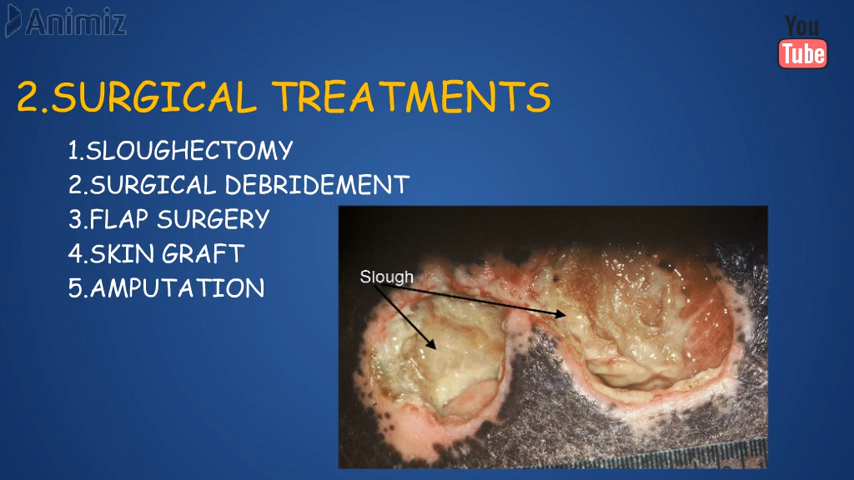 Animiz
You
Tube
2.SURGICAL TREATMENTS
1.SLOUGHECTOMY
2.SURGICAL DEBRIDEMENT
3.FLAP SURGERY
4.SKIN GRAFT
5.AMPUTATION
Slough